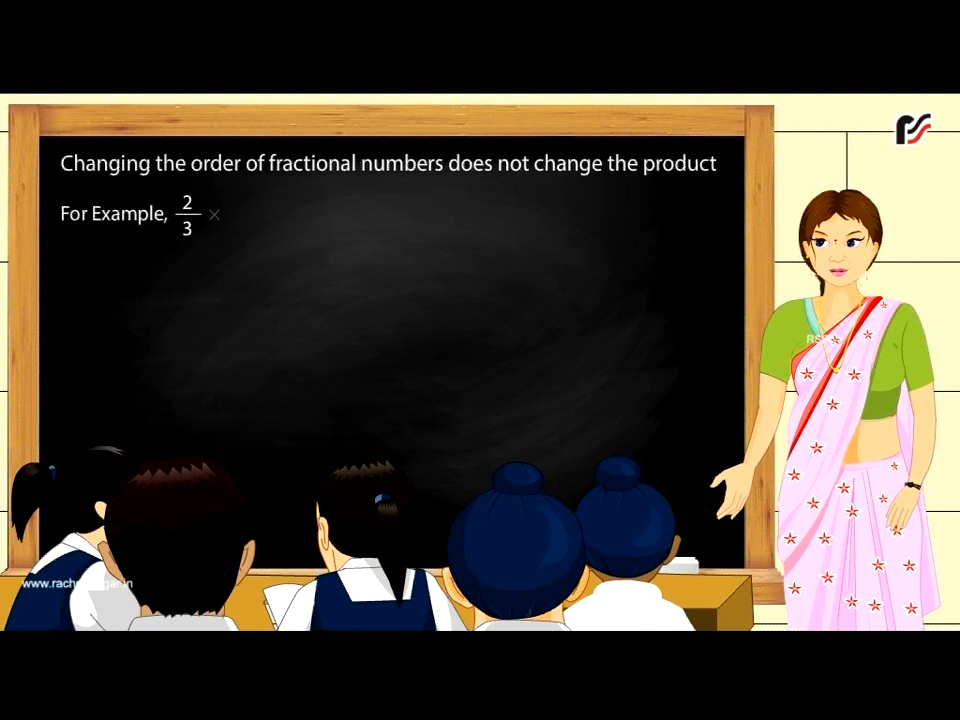 Changing the order of fractional numbers does not change the product
For Example, 2/3 ×